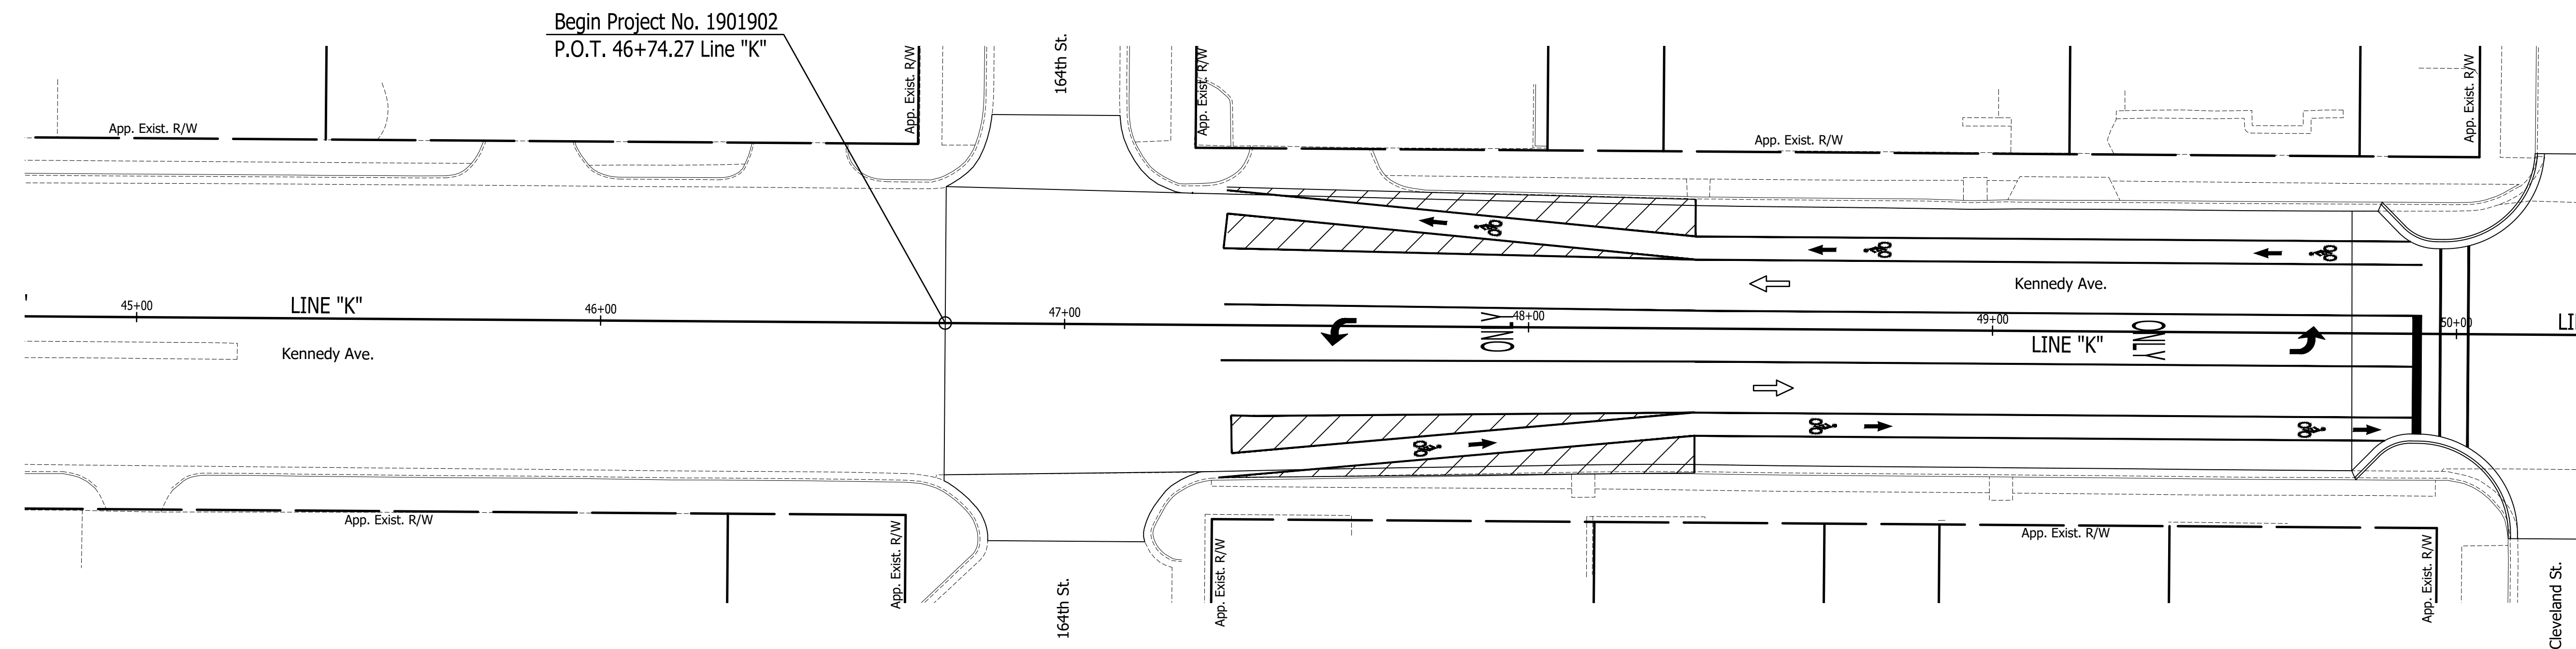 Begin Project No. 1901902
P.O.T. 46+74.27 Line "K"
App. Exist. R/W
App. Exist. R/W
164th St.
App. Exist. R/W
App. Exist. R/W
App. Exist. R/W
45+00
LINE "K"
46+00
47+00
ONLY
48+00
Kennedy Ave.
49+00
ONLY
50+00
LI
Kennedy Ave.
LINE "K"
App. Exist. R/W
App. Exist. R/W
164th St.
App. Exist. R/W
App. Exist. R/W
App. Exist. R/W
Cleveland St.